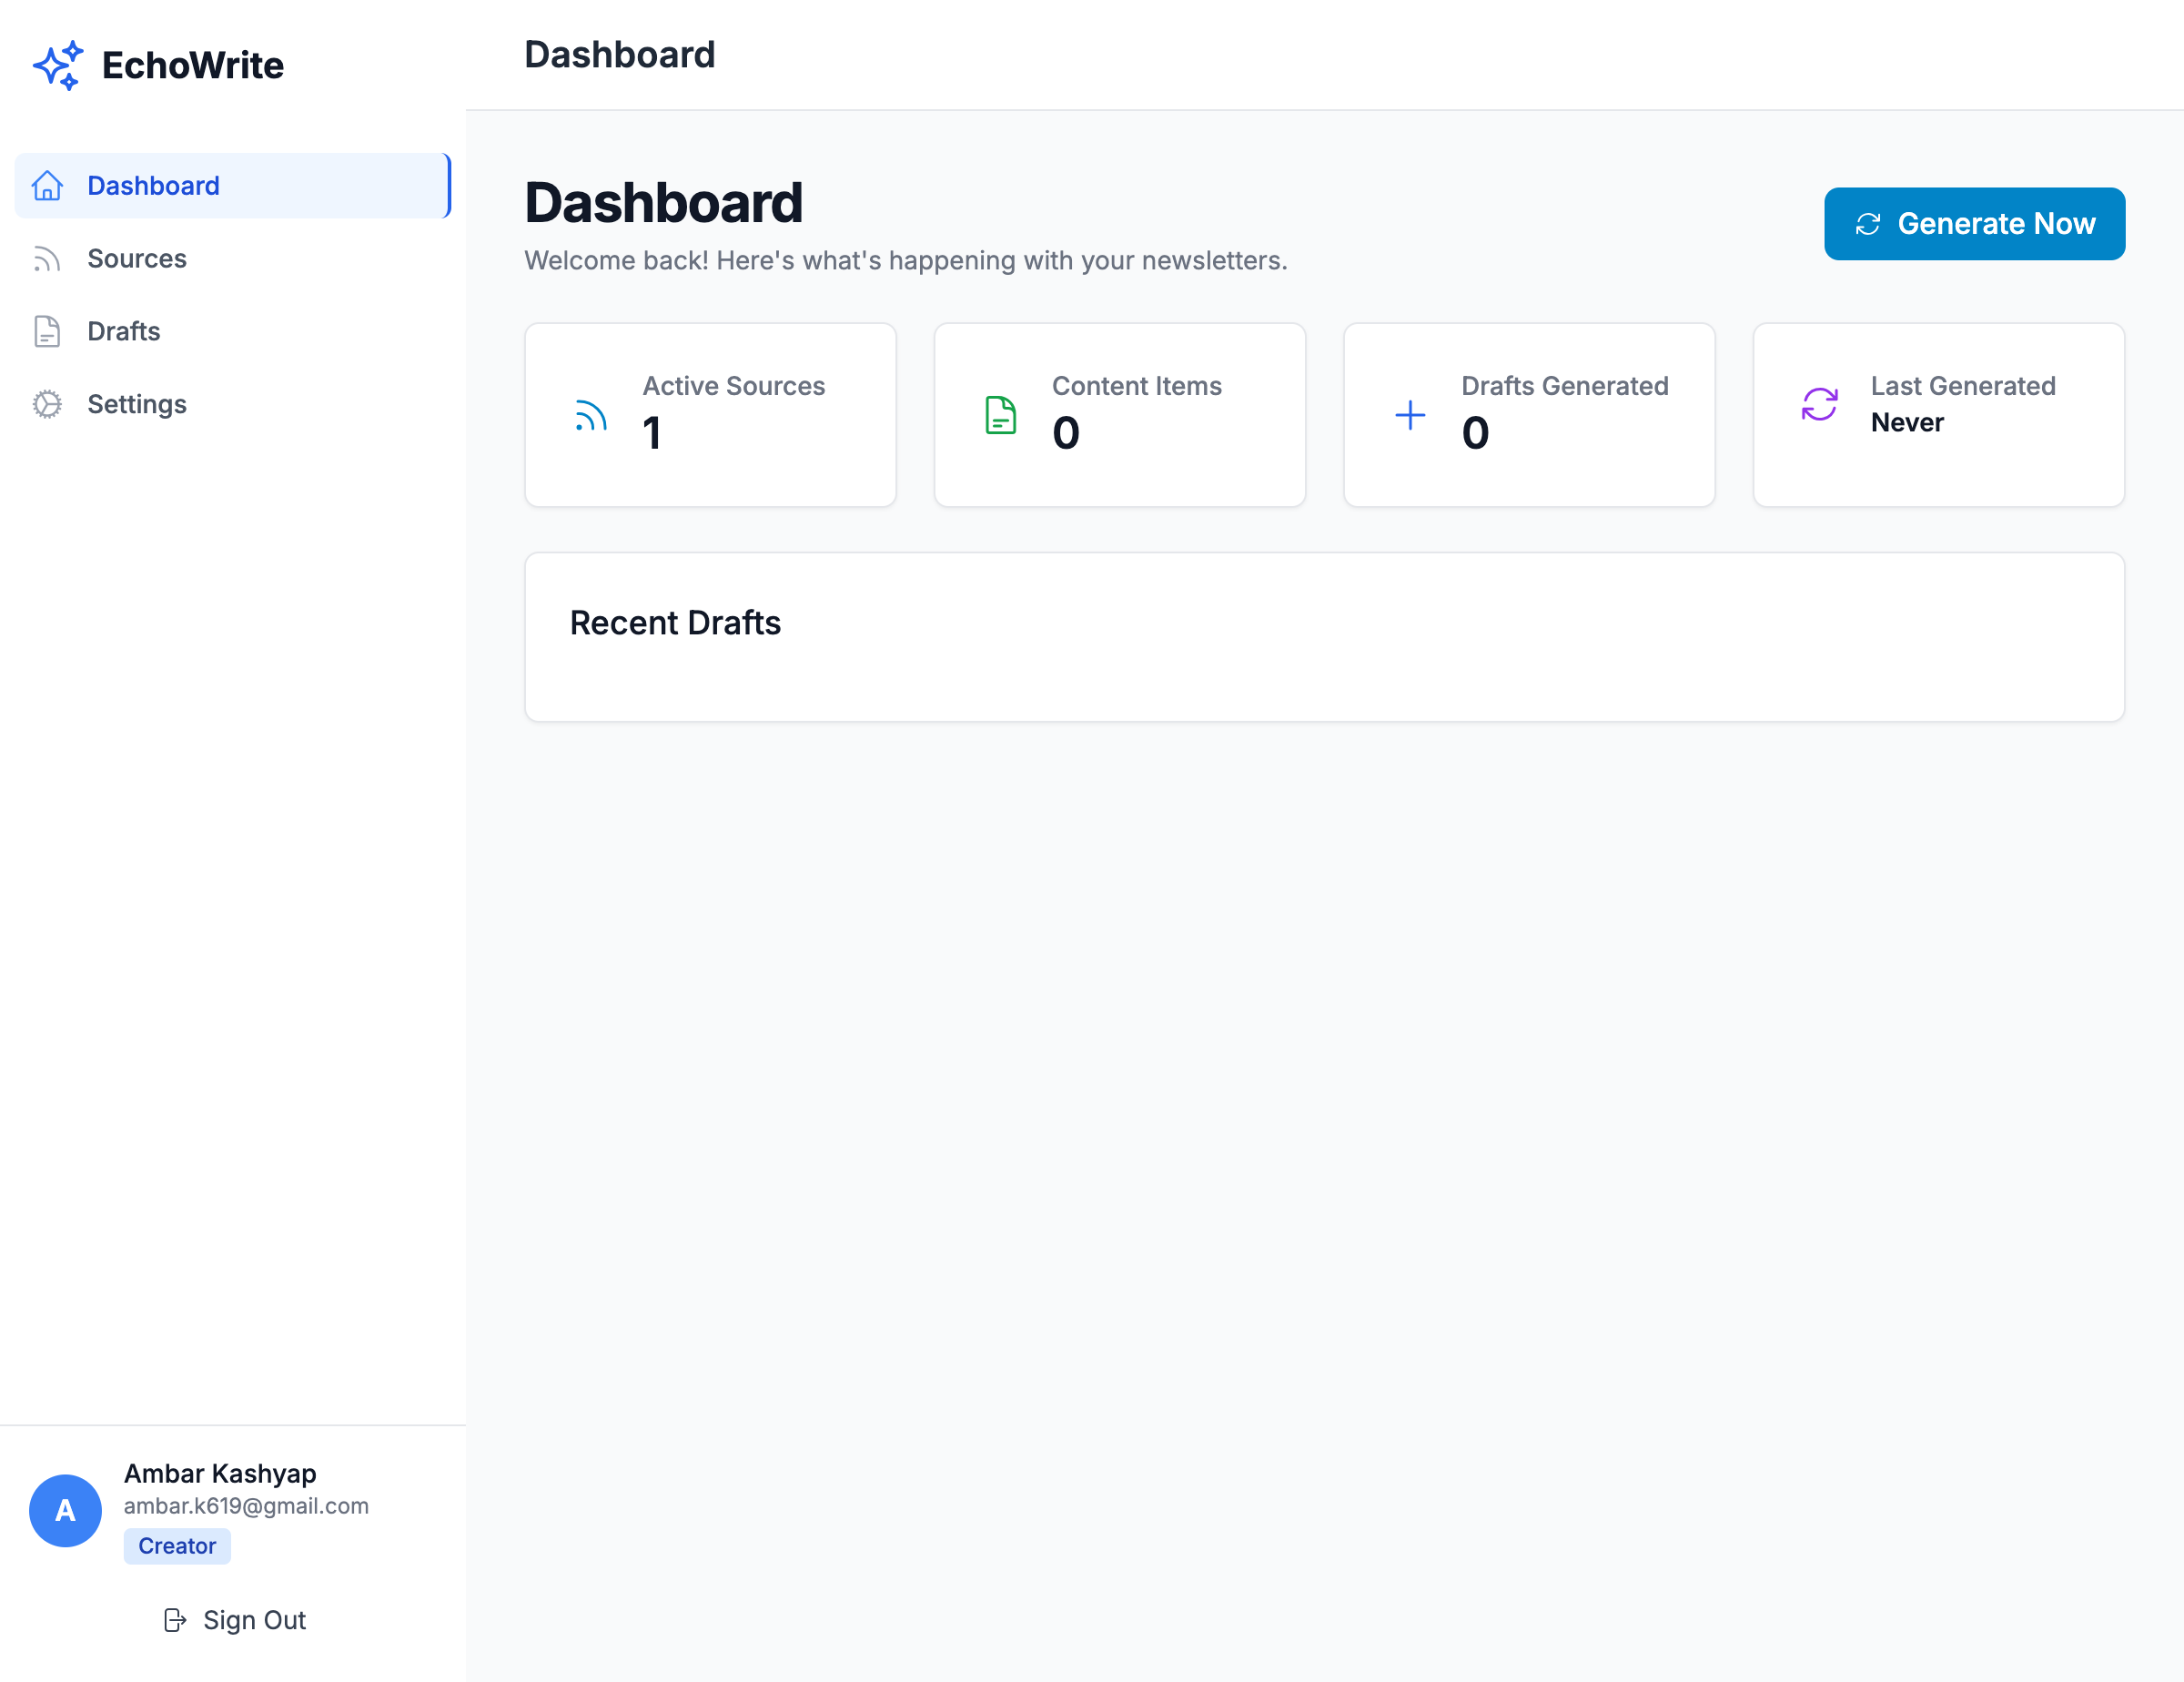 EchoWrite
Dashboard
Sources
Drafts
Settings
Dashboard
Dashboard
Welcome back! Here's what's happening with your newsletters.
Generate Now
Active Sources
1
Content Items
0
Drafts Generated
0
Last Generated
Never
Recent Drafts
A
Ambar Kashyap
ambar.k619@gmail.com
Creator
Sign Out